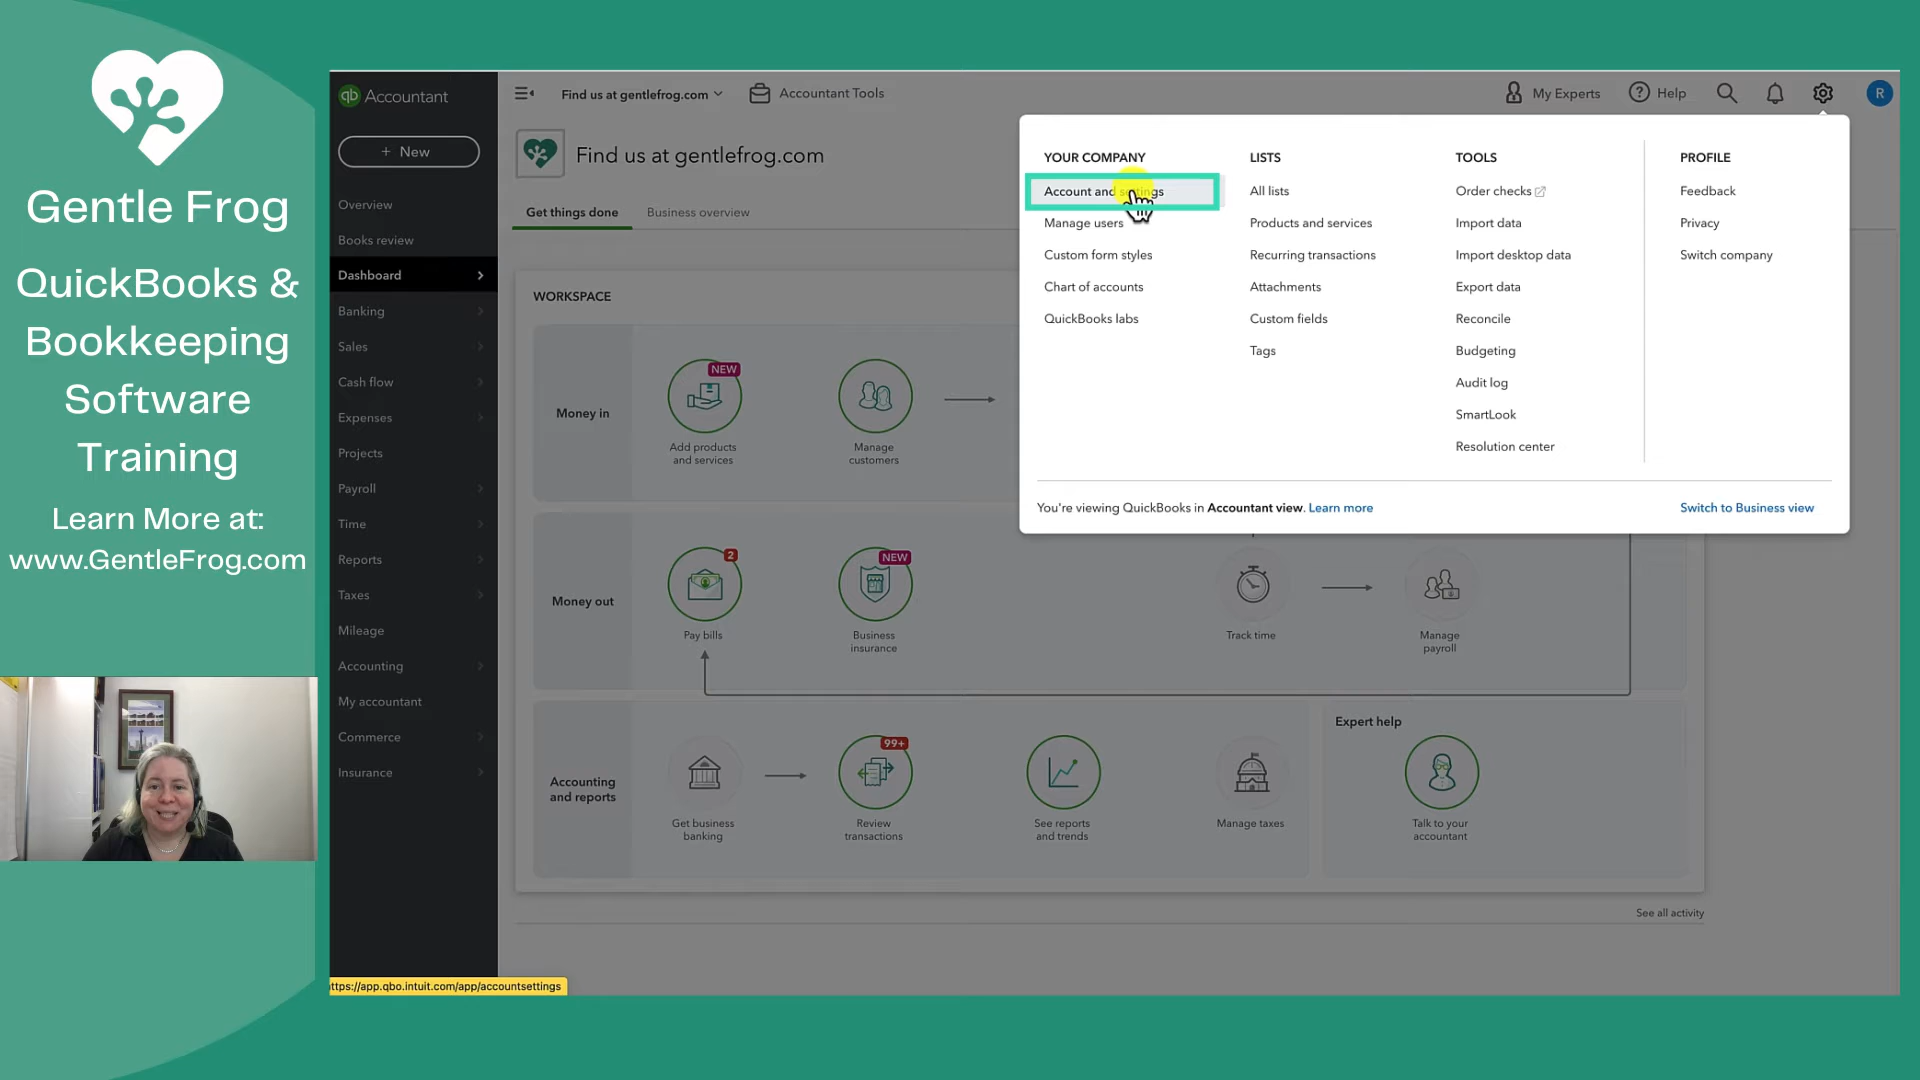 Gentle Frog
QuickBooks &
Bookkeeping
Software
Training
Learn More at:
www.GentleFrog.com
qb Accountant
+ New
Overview
Books review
Dashboard
Banking
Sales
Cash flow
Expenses
Projects
Payroll
Time
Reports
Taxes
Mileage
Accounting
My accountant
Commerce
Insurance
Find us at gentlefrog.com
Accountant Tools
My Experts
Help
R
Find us at gentlefrog.com
Get things done
Business overview
WORKSPACE
Money in
NEW
Add products
and services
Manage
customers
Money out
2
Pay bills
NEW
Business
insurance
Track time
Manage
payroll
Accounting
and reports
Get business
banking
99+
Review
transactions
See reports
and trends
Manage taxes
Expert help
Talk to your
accountant
See all activity
YOUR COMPANY
Account and settings
Manage users
Custom form styles
Chart of accounts
QuickBooks labs
LISTS
All lists
Products and services
Recurring transactions
Attachments
Custom fields
Tags
TOOLS
Order checks
Import data
Import desktop data
Export data
Reconcile
Budgeting
Audit log
SmartLook
Resolution center
PROFILE
Feedback
Privacy
Switch company
You're viewing QuickBooks in Accountant view. Learn more
Switch to Business view
https://app.qbo.intuit.com/app/accountsettings